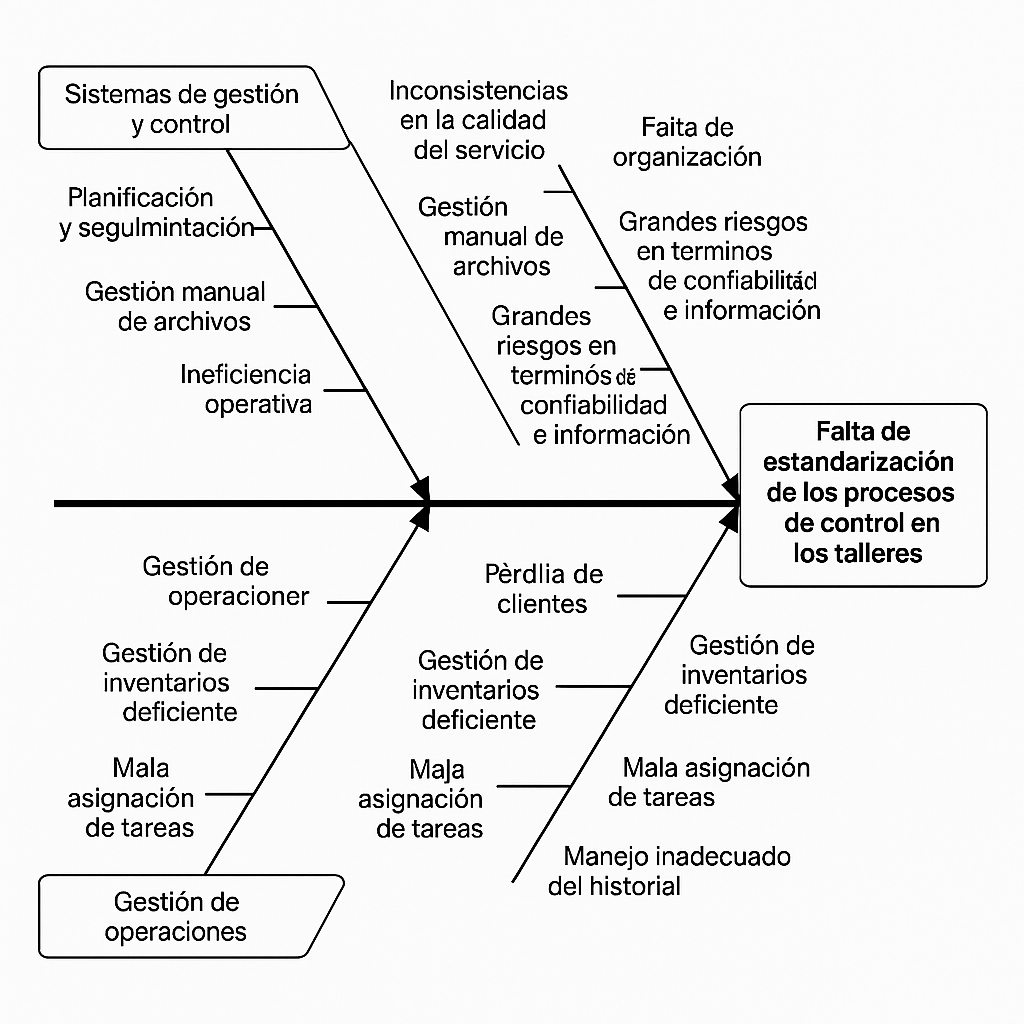 Sistemas de gestión
y control
Planificación
y segulmintación
Gestión manual
de archivos
Ineficiencia
operativa
Inconsistencias
en la calidad
del servicio
Gestión
manual de
archivos
Grandes
riesgos en
terminós dé
confiabilidad
e información
Faita de
organización
Grandes riesgos
en terminos
de confiabilitácl
e información
Falta de
estandarización
de los procesos
de control en
los talleres
Gestión de
operacioner
Gestión de
inventarios
deficiente
Mala
asignación
de tareas
Gestión de
operaciones
Pèrdlia de
clientes
Gestión de
inventarios
deficiente
Maja
asignación
de tareas
Gestión de
inventarios
deficiente
Mala asignación
de tareas
Manejo inadecuado
del historial